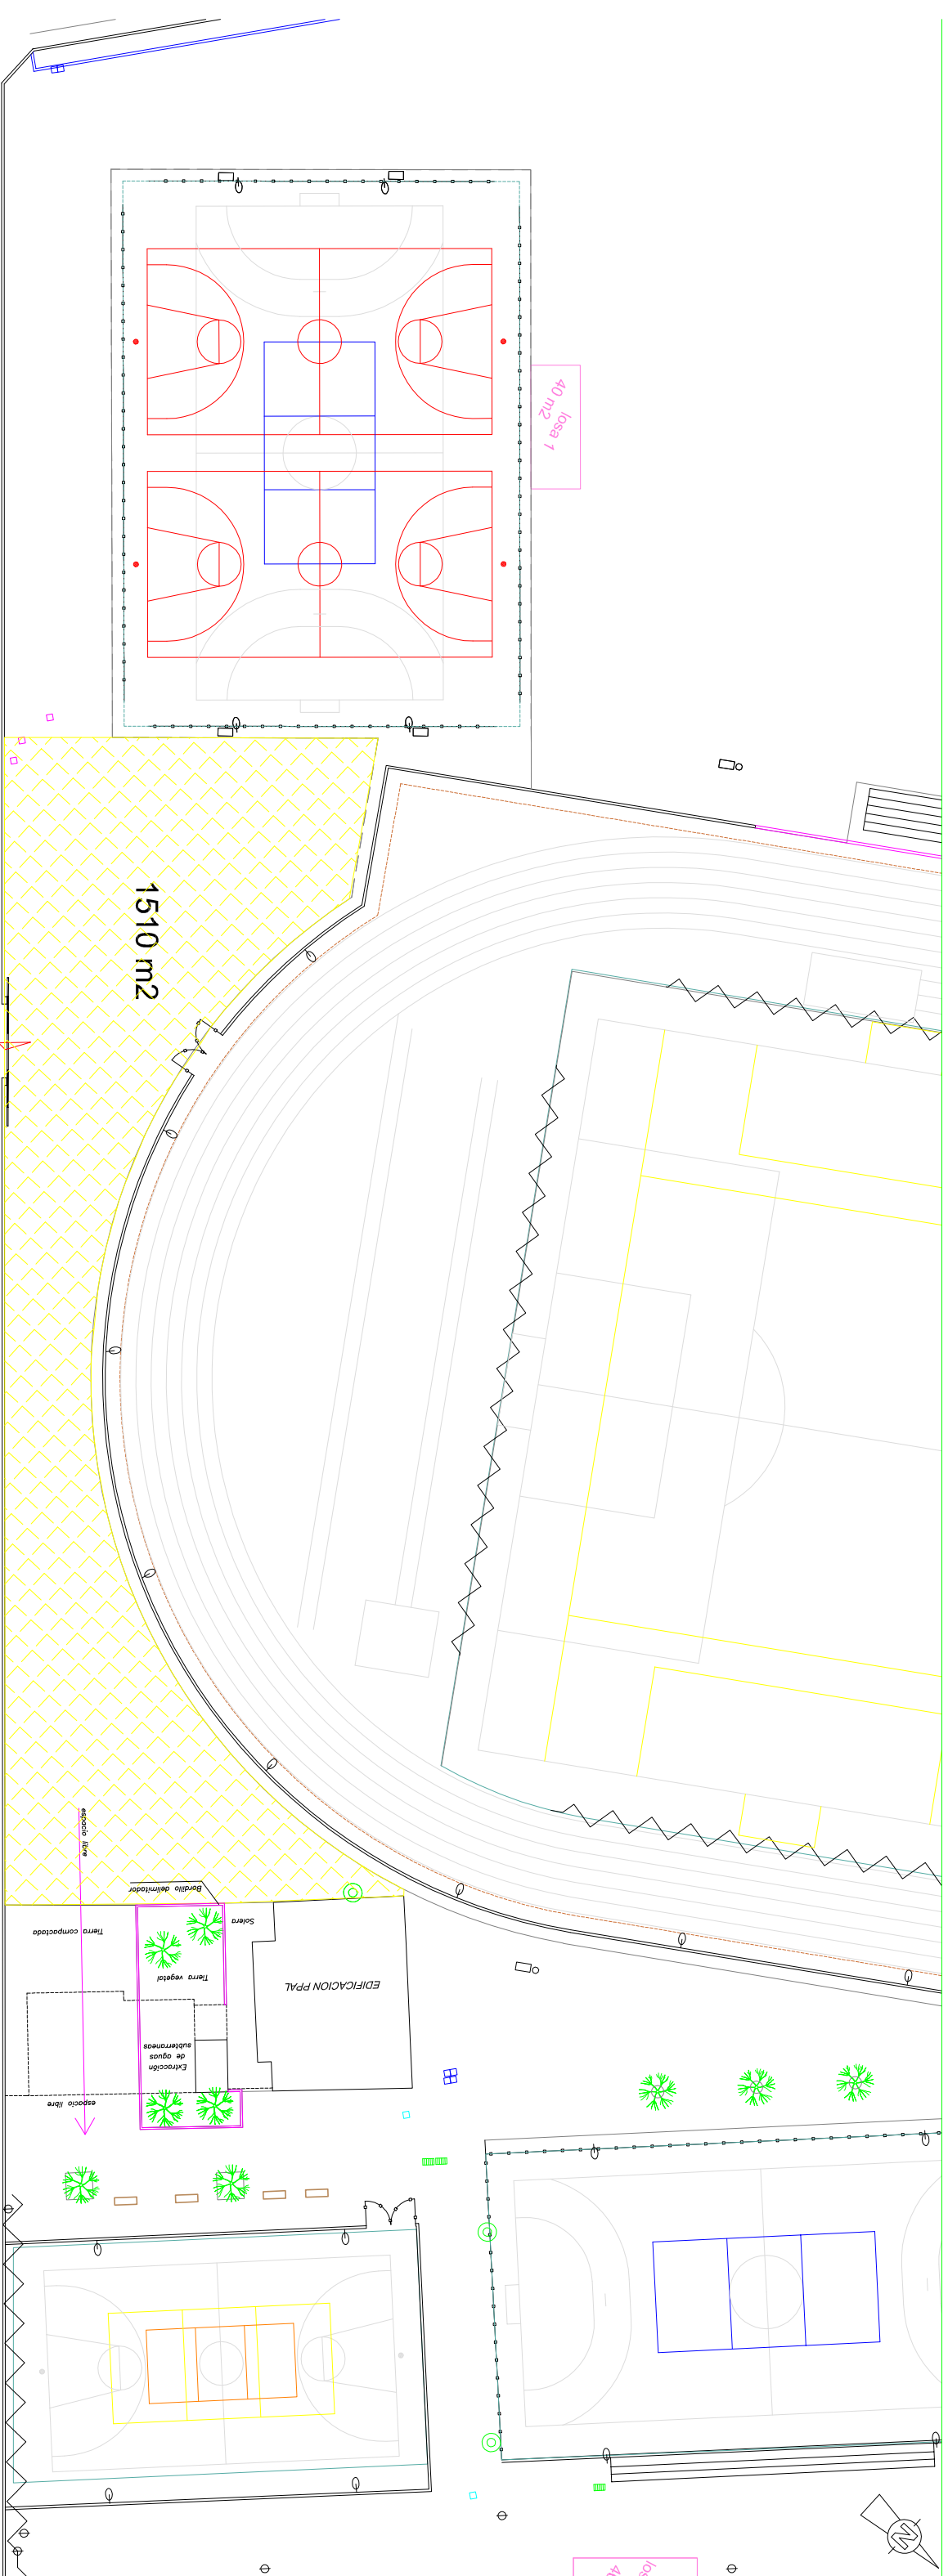 losa 1
40 m2
1510 m2
espacio libre
Bordillo delimitador
Solera
Tierra compactada
Tierra vegetal
EDIFICACION PPAL
Extracción
de aguas
subterraneas
espacio libre
N